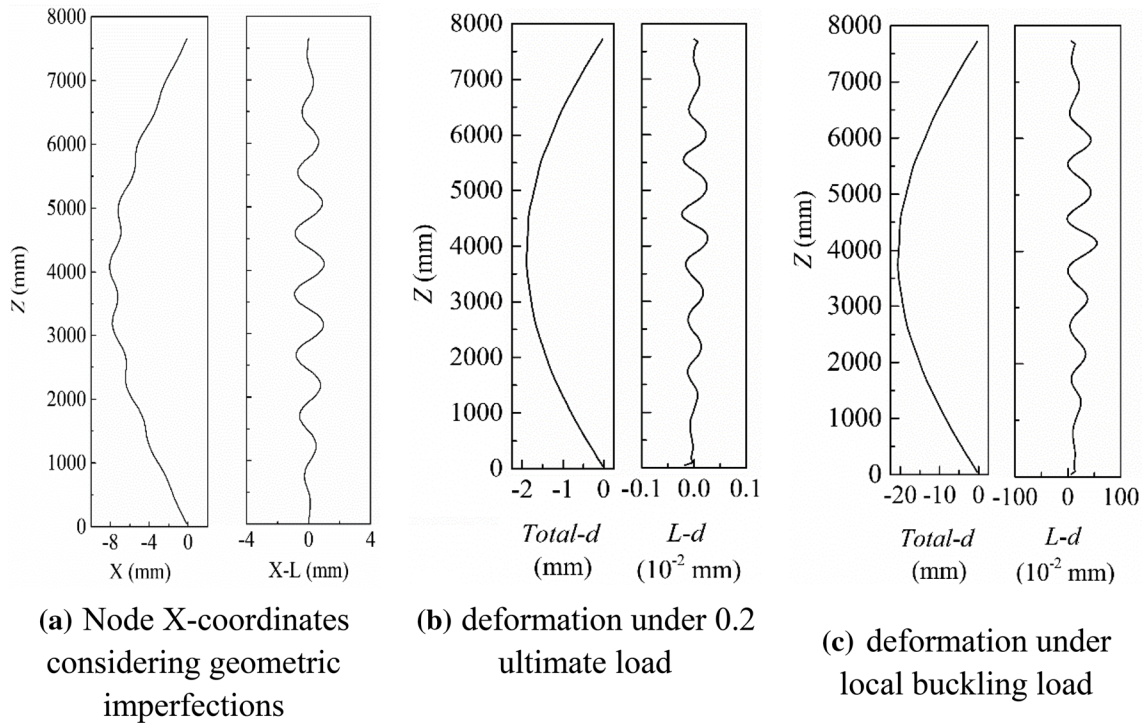 8000
7000
6000
5000
4000
3000
2000
1000
0
Z (mm)
-8 -4 0
X (mm)
-4 0 4
X-L (mm)
(a) Node X-coordinates
considering geometric
imperfections
8000
7000
6000
5000
4000
3000
2000
1000
0
Z (mm)
-2 -1 0
Total-d
(mm)
-0.1 0.0 0.1
L-d
(10⁻² mm)
(b) deformation under 0.2
ultimate load
8000
7000
6000
5000
4000
3000
2000
1000
0
Z (mm)
-20 -10 0
Total-d
(mm)
-100 0 100
L-d
(10⁻² mm)
(c) deformation under
local buckling load